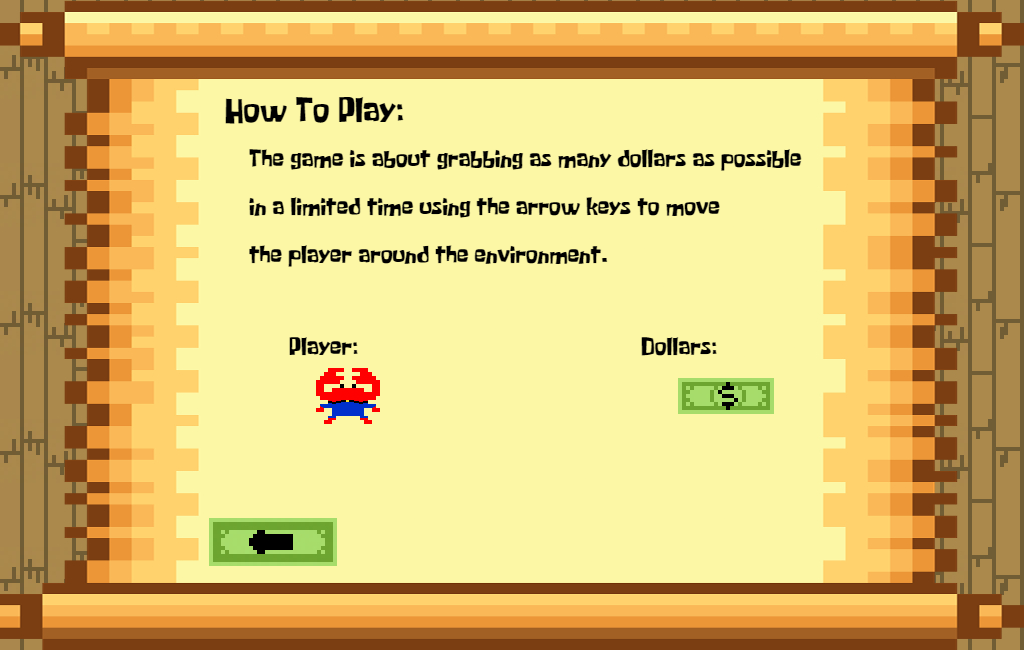 How To Play:
The game is about grabbing as many dollars as possible
in a limited time using the arrow keys to move
the player around the environment.
Player:
Dollars:
$